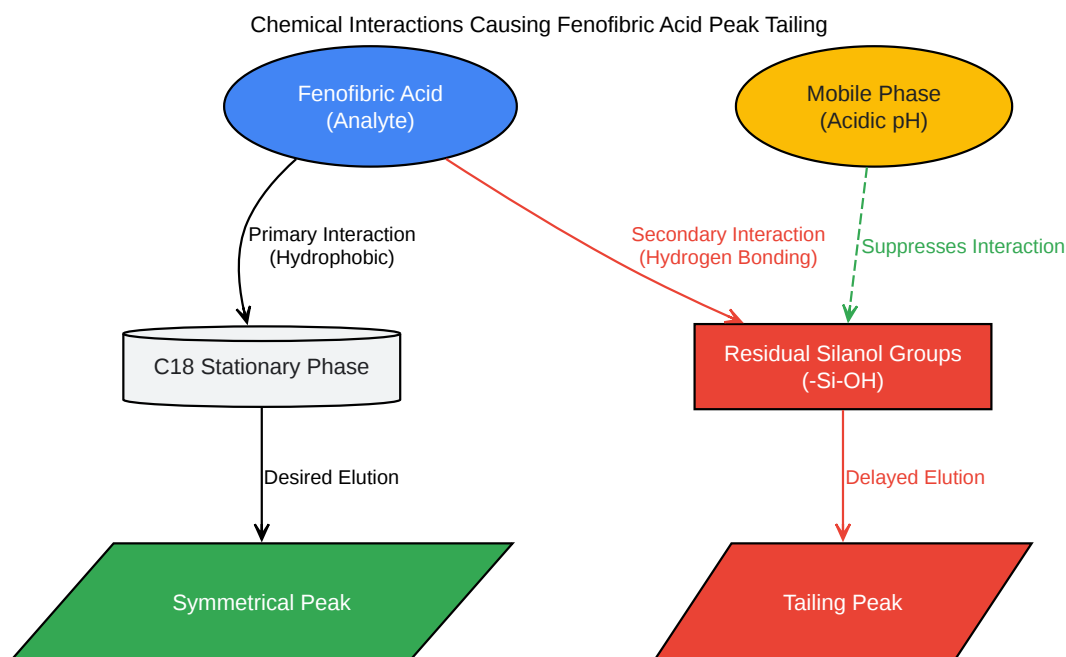 Chemical Interactions Causing Fenofibric Acid Peak Tailing
Fenofibric Acid
(Analyte)
Mobile Phase
(Acidic pH)
Primary Interaction
(Hydrophobic)
Secondary Interaction
(Hydrogen Bonding)
Suppresses Interaction
C18 Stationary Phase
Residual Silanol Groups
(-Si-OH)
Desired Elution
Delayed Elution
Symmetrical Peak
Tailing Peak